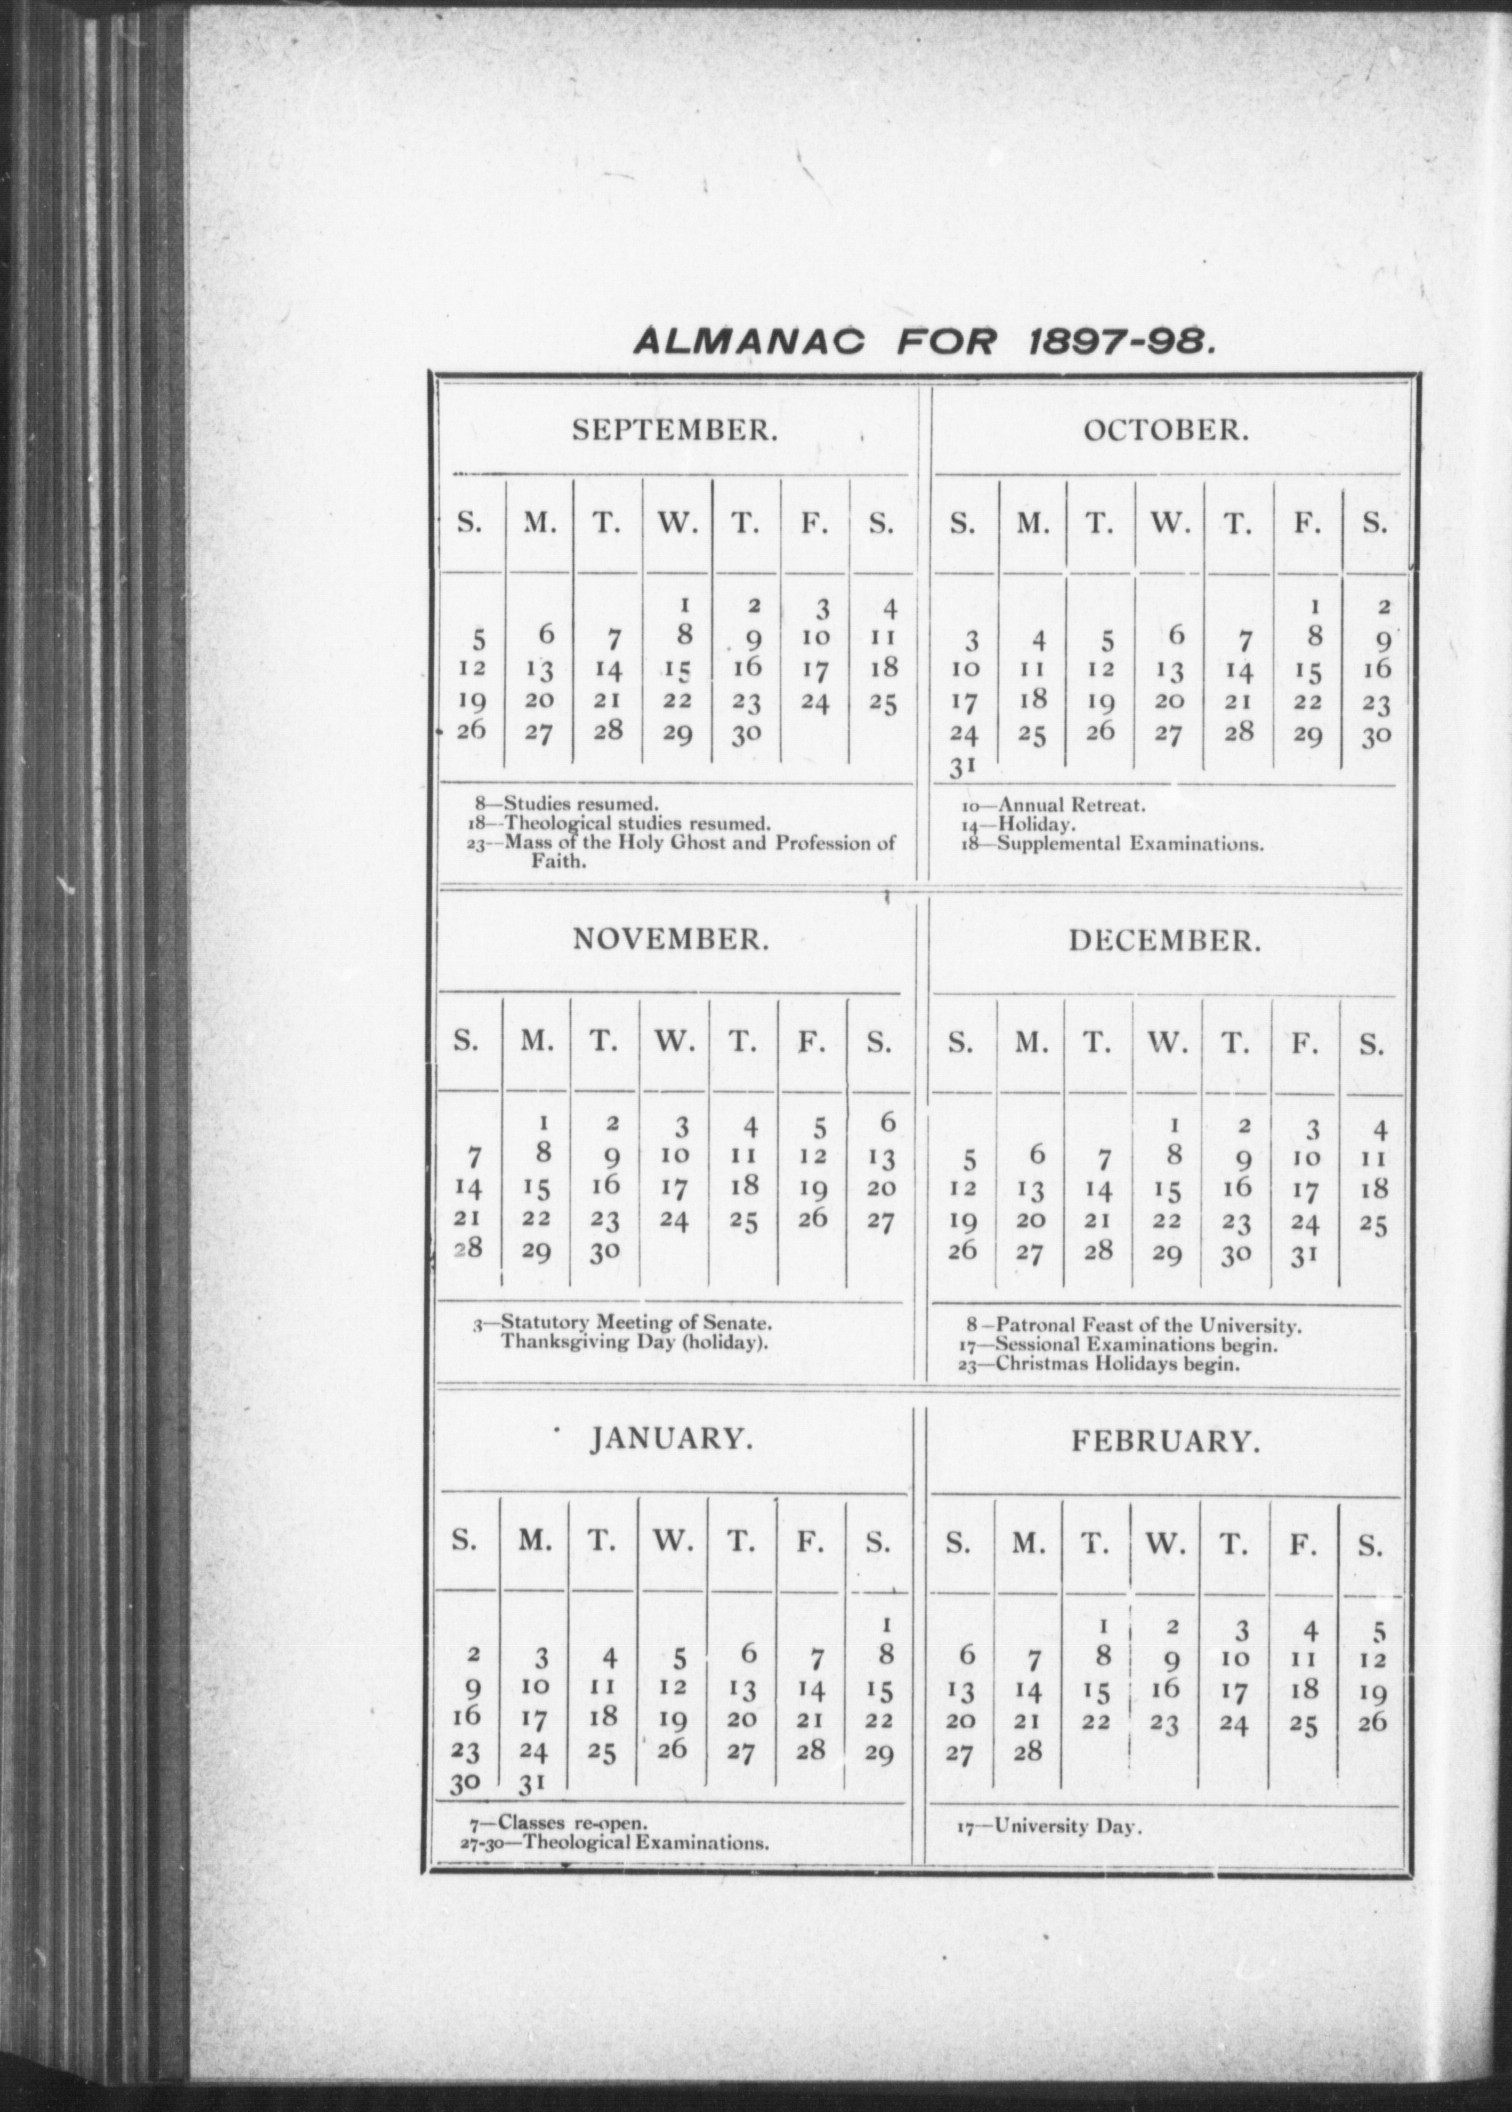 ALMANAC FOR 1897-98.
SEPTEMBER.
S. M. T. W. T. F. S.
1 2 3 4
5 6 7 8 9 10 11
12 13 14 15 16 17 18
19 20 21 22 23 24 25
26 27 28 29 30
8—Studies resumed.
18—Theological studies resumed.
23—Mass of the Holy Ghost and Profession of
Faith.
OCTOBER.
S. M. T. W. T. F. S.
1 2
3 4 5 6 7 8 9
10 11 12 13 14 15 16
17 18 19 20 21 22 23
24 25 26 27 28 29 30
31
10—Annual Retreat.
14—Holiday.
18—Supplemental Examinations.
NOVEMBER.
S. M. T. W. T. F. S.
1 2 3 4 5 6
7 8 9 10 11 12 13
14 15 16 17 18 19 20
21 22 23 24 25 26 27
28 29 30
3—Statutory Meeting of Senate.
Thanksgiving Day (holiday).
DECEMBER.
S. M. T. W. T. F. S.
1 2 3 4
5 6 7 8 9 10 11
12 13 14 15 16 17 18
19 20 21 22 23 24 25
26 27 28 29 30 31
8—Patronal Feast of the University.
17—Sessional Examinations begin.
23—Christmas Holidays begin.
JANUARY.
S. M. T. W. T. F. S.
1
2 3 4 5 6 7 8
9 10 11 12 13 14 15
16 17 18 19 20 21 22
23 24 25 26 27 28 29
30 31
7—Classes re-open.
27-30—Theological Examinations.
FEBRUARY.
S. M. T. W. T. F. S.
1 2 3 4 5
6 7 8 9 10 11 12
13 14 15 16 17 18 19
20 21 22 23 24 25 26
27 28
17—University Day.